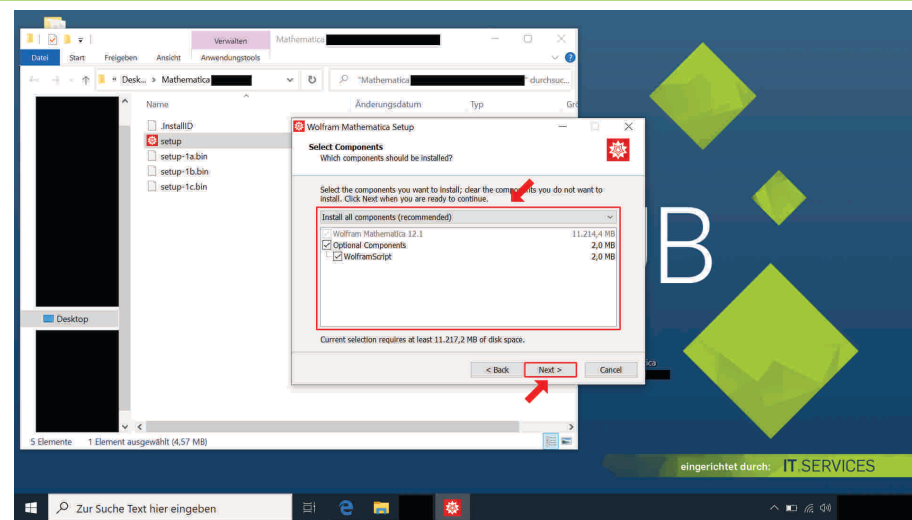 Verwalten
Mathematica
Datei Start Freigeben Ansicht Anwendungstools
« Desk... > Mathematica
"Mathematica " durchsuc...
Name Änderungsdatum Typ
.InstallID
setup
setup-1a.bin
setup-1b.bin
setup-1c.bin
Desktop
5 Elemente 1 Element ausgewählt (4,57 MB)
Wolfram Mathematica Setup
Select Components
Which components should be installed?
Select the components you want to install; clear the components you do not want to
install. Click Next when you are ready to continue.
Install all components (recommended)
Wolfram Mathematica 12.1 11.214,4 MB
Optional Components 2,0 MB
WolframScript 2,0 MB
Current selection requires at least 11.217,2 MB of disk space.
< Back Next > Cancel
B
ica
eingerichtet durch: IT.SERVICES
Zur Suche Text hier eingeben